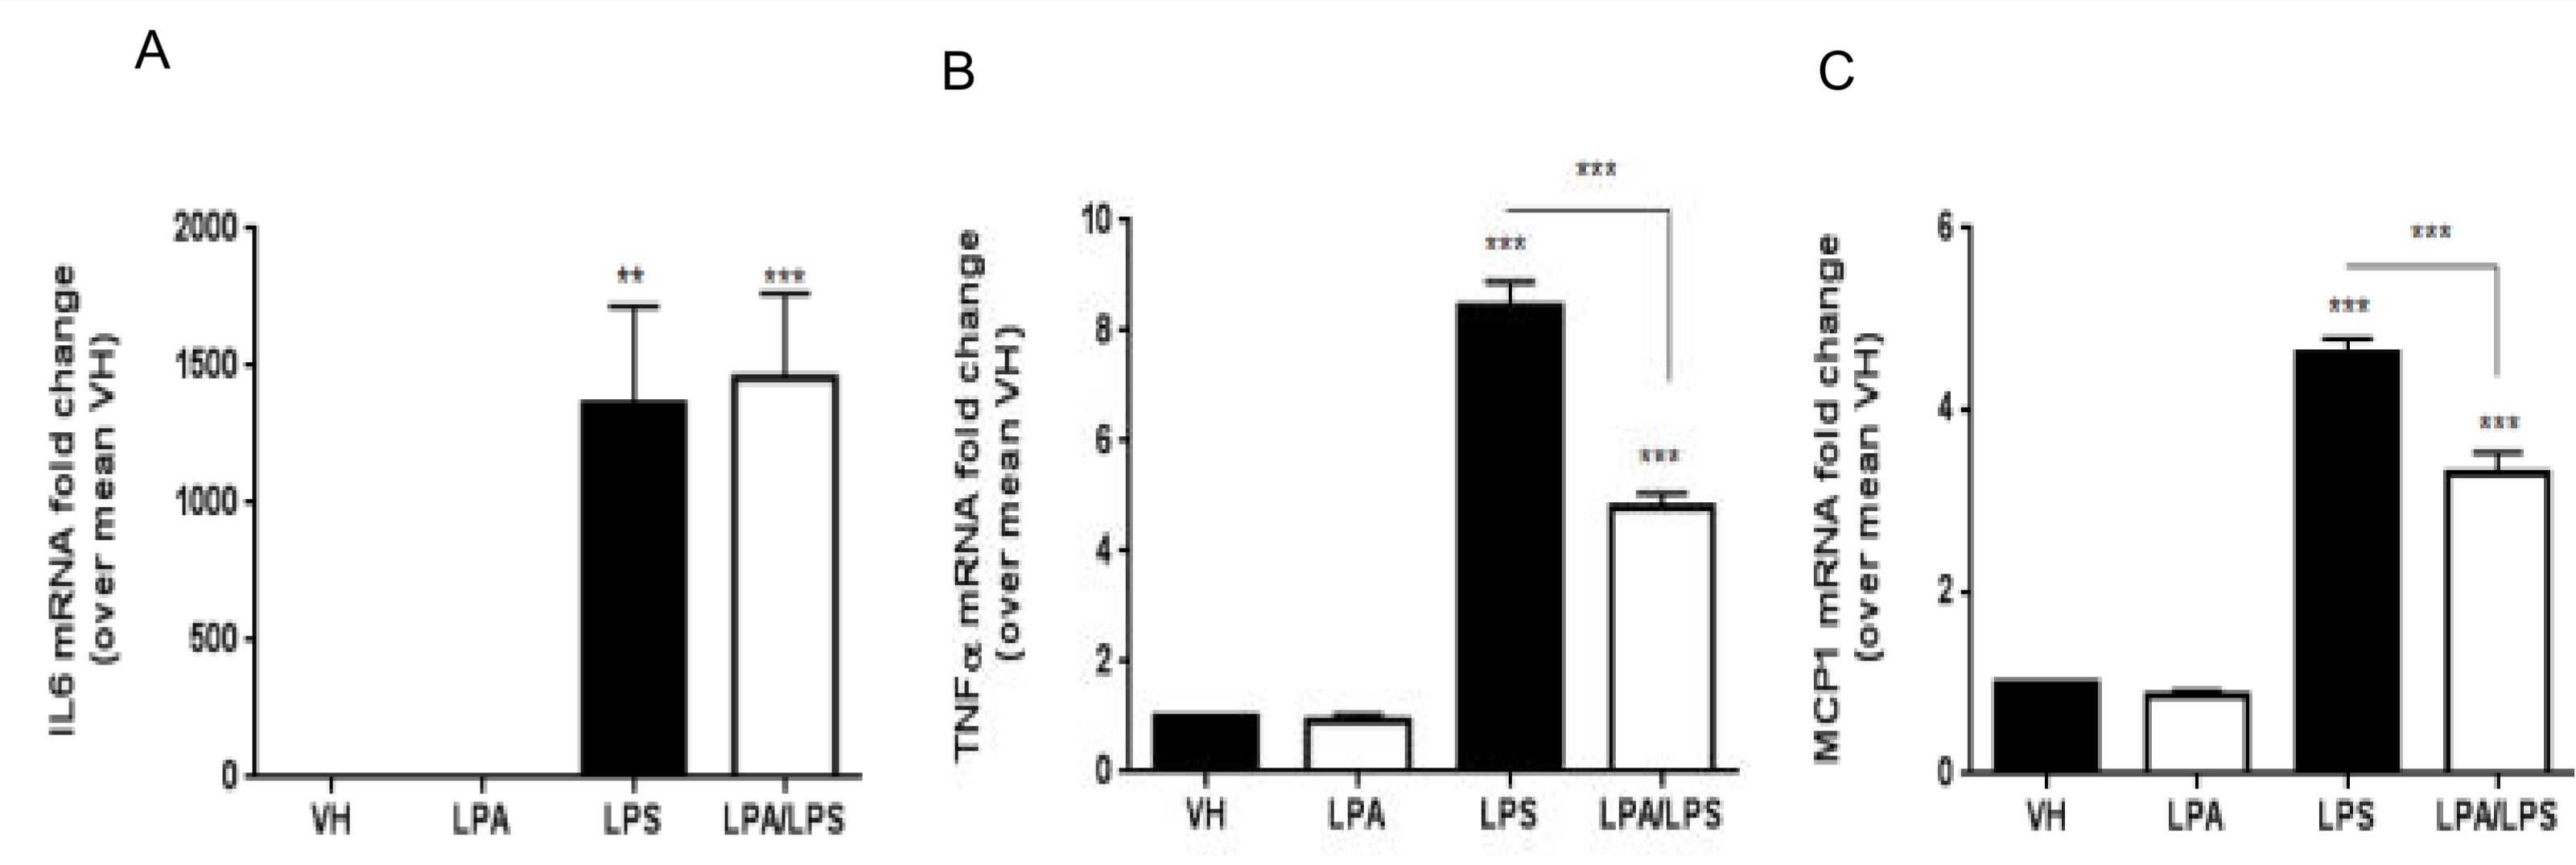 A
IL6 mRNA fold change
(over mean VH)
2000
1500
1000
500
0
**
***
VH LPA LPS LPA/LPS
B
TNFα mRNA fold change
(over mean VH)
10
8
6
4
2
0
***
***
***
VH LPA LPS LPA/LPS
C
MCP1 mRNA fold change
(over mean VH)
6
4
2
0
***
***
***
VH LPA LPS LPA/LPS